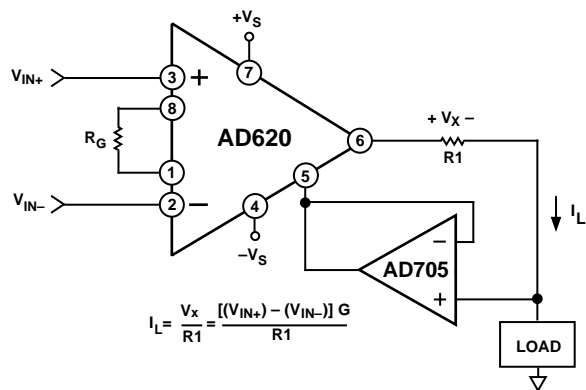 +VS
VIN+
3
+
7
8
RG
AD620
+ VX –
6
R1
1
5
VIN–
2
–
4
IL
–VS
–
AD705
+
IL= VX/R1 = [(VIN+) – (VIN–)] G/R1
LOAD